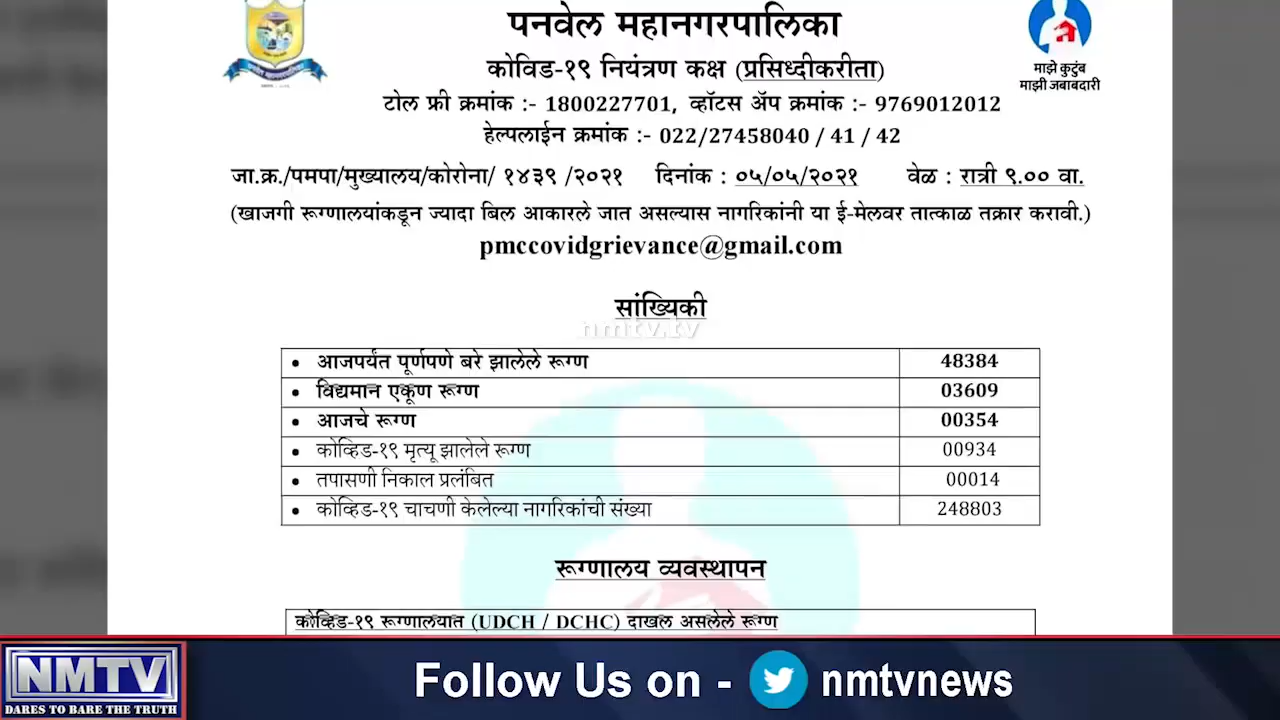 पनवेल महानगरपालिका
कोविड-१९ नियंत्रण कक्ष (प्रसिध्दीकरीता)
माझे कुटुंब
माझी जबाबदारी
टोल फ्री क्रमांक :- 1800227701, व्हॉटस ॲप क्रमांक :- 9769012012
हेल्पलाईन क्रमांक :- 022/27458040 / 41 / 42
जा.क्र./पमपा/मुख्यालय/कोरोना/ १४३९ /२०२१ दिनांक : ०५/०५/२०२१ वेळ : रात्री ९.०० वा.
(खाजगी रूग्णालयांकडून ज्यादा बिल आकारले जात असल्यास नागरिकांनी या ई-मेलवर तात्काळ तक्रार करावी.)
pmccovidgrievance@gmail.com
सांख्यिकी
nmtv.tv
• आजपर्यंत पूर्णपणे बरे झालेले रूग्ण 48384
• विद्यमान एकूण रूग्ण 03609
• आजचे रूग्ण 00354
• कोव्हिड-१९ मृत्यू झालेले रूग्ण 00934
• तपासणी निकाल प्रलंबित 00014
• कोव्हिड-१९ चाचणी केलेल्या नागरिकांची संख्या 248803
रूग्णालय व्यवस्थापन
कोव्हिड-१९ रूग्णालयात (UDCH / DCHC) दाखल असलेले रूग्ण
NMTV
DARES TO BARE THE TRUTH
Follow Us on - nmtvnews